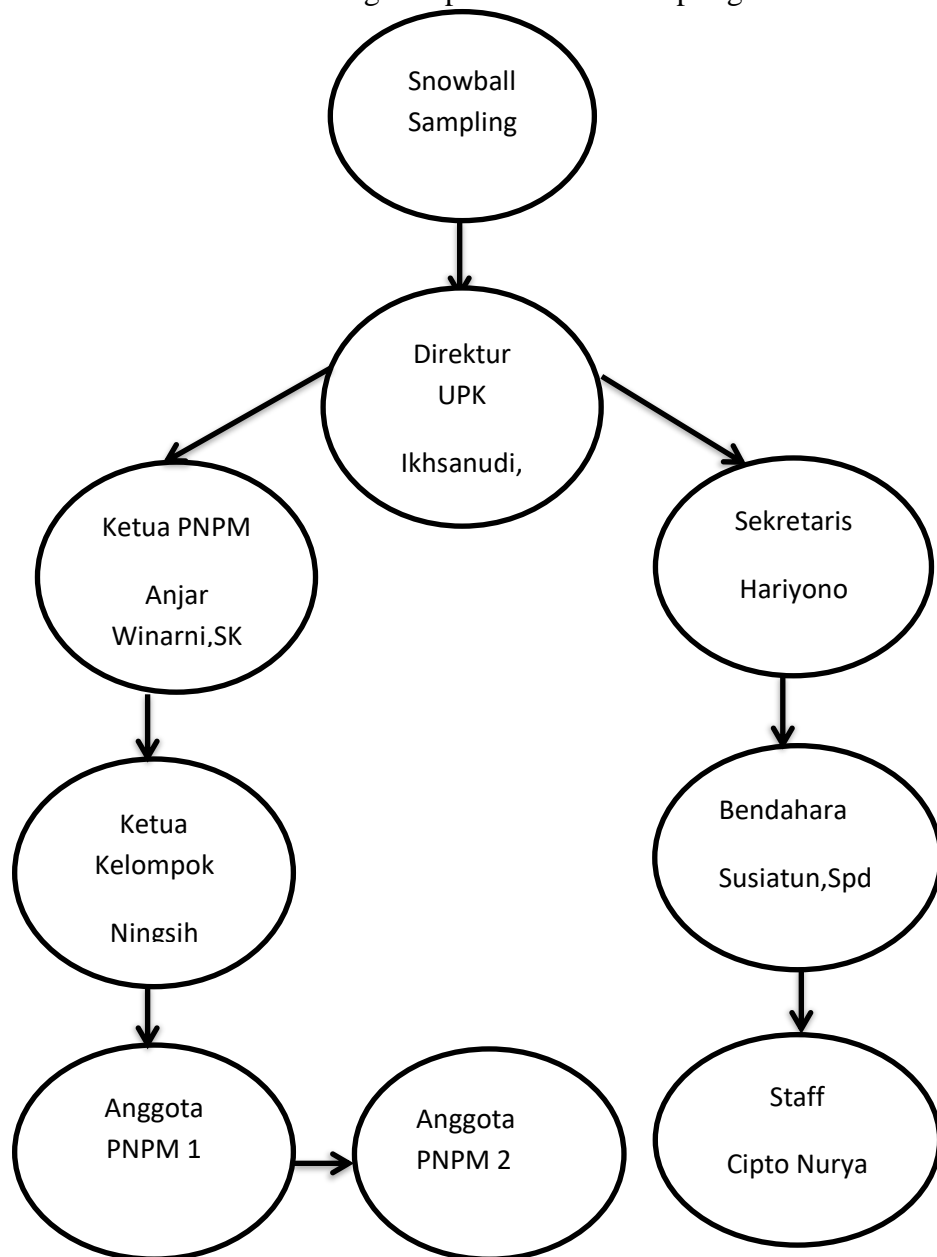 Snowball
Sampling
Direktur
UPK
Ikhsanudi,
Ketua PNPM
Anjar
Winarni,SK
Sekretaris
Hariyono
Ketua
Kelompok
Ningsih
Bendahara
Susiatun,Spd
Anggota
PNPM 1
Anggota
PNPM 2
Staff
Cipto Nurya